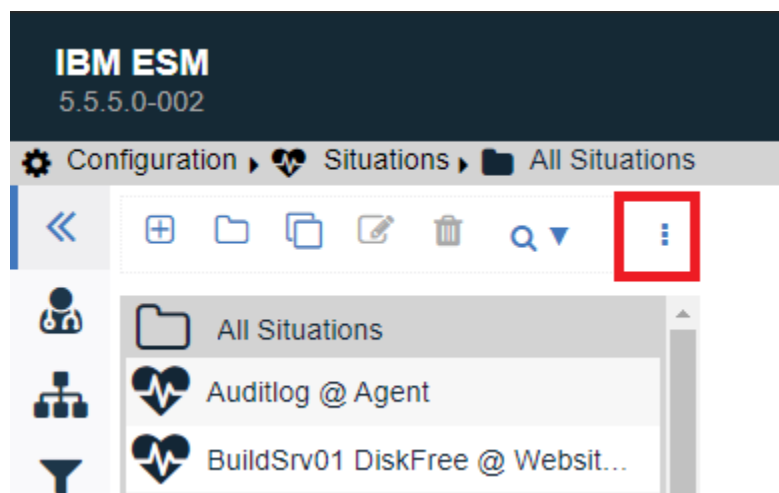 IBM ESM
5.5.5.0-002
Configuration Situations All Situations
All Situations
Auditlog @ Agent
BuildSrv01 DiskFree @ Websit...